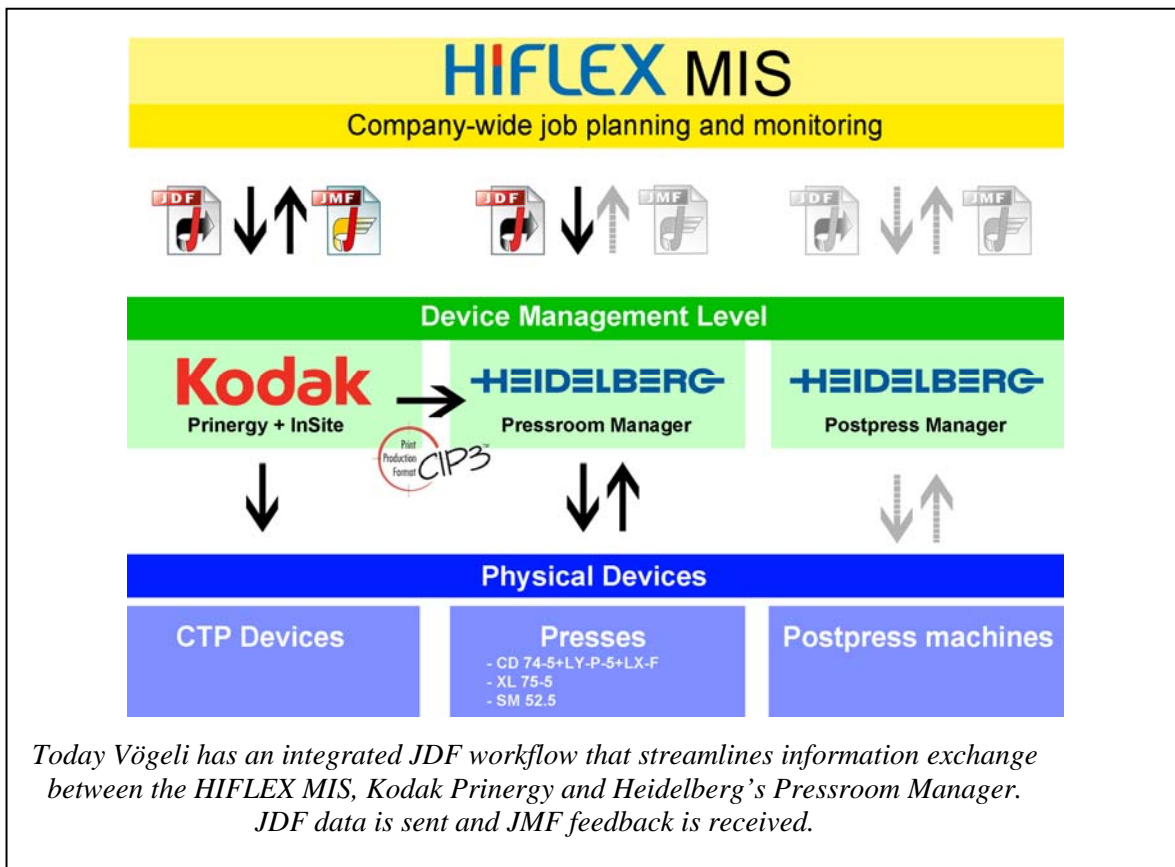 HIFLEX MIS
Company-wide job planning and monitoring
JDF JMF JDF JMF JDF JMF
Device Management Level
Kodak HEIDELBERG HEIDELBERG
Prinergy + InSite Pressroom Manager Postpress Manager
Print
Production
Format CIP3™
Physical Devices
CTP Devices Presses Postpress machines
- CD 74-5+LY-P-5+LX-F
- XL 75-5
- SM 52.5
Today Vögeli has an integrated JDF workflow that streamlines information exchange
between the HIFLEX MIS, Kodak Prinergy and Heidelberg's Pressroom Manager.
JDF data is sent and JMF feedback is received.